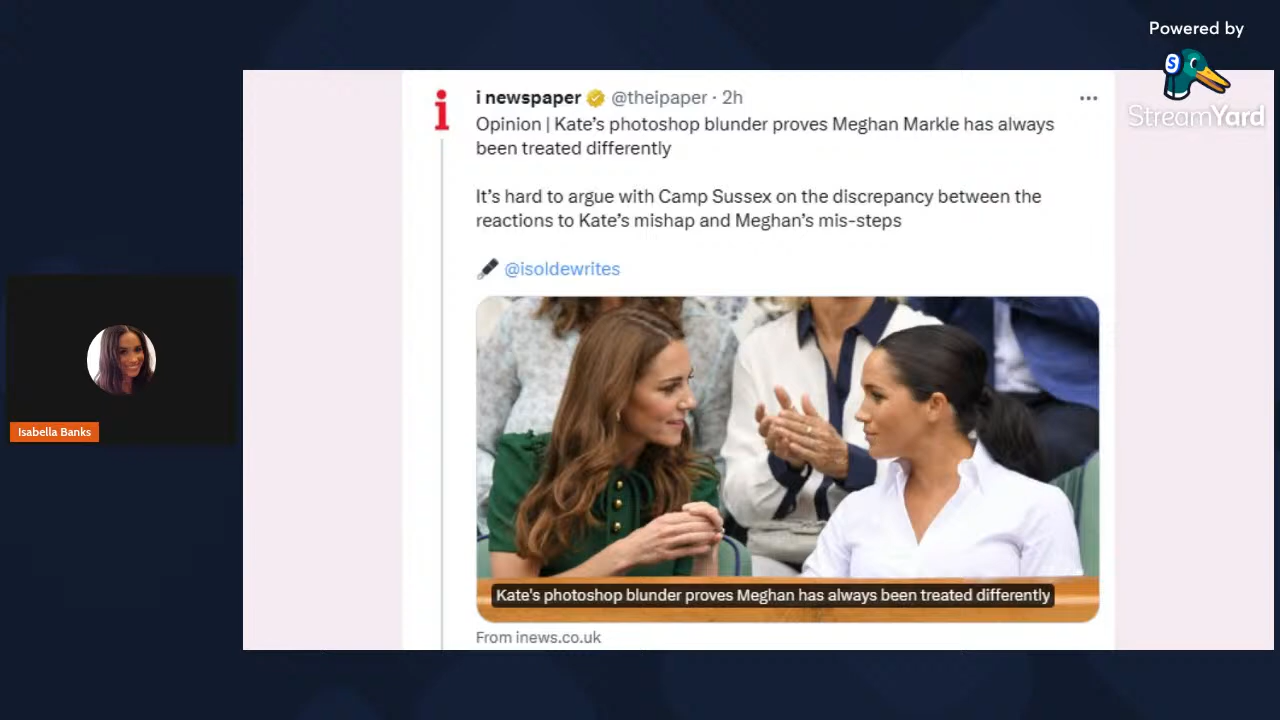 Powered by
StreamYard
i newspaper @theipaper · 2h
Opinion | Kate's photoshop blunder proves Meghan Markle has always
been treated differently
It's hard to argue with Camp Sussex on the discrepancy between the
reactions to Kate's mishap and Meghan's mis-steps
@isoldewrites
Kate's photoshop blunder proves Meghan has always been treated differently
From inews.co.uk
Isabella Banks